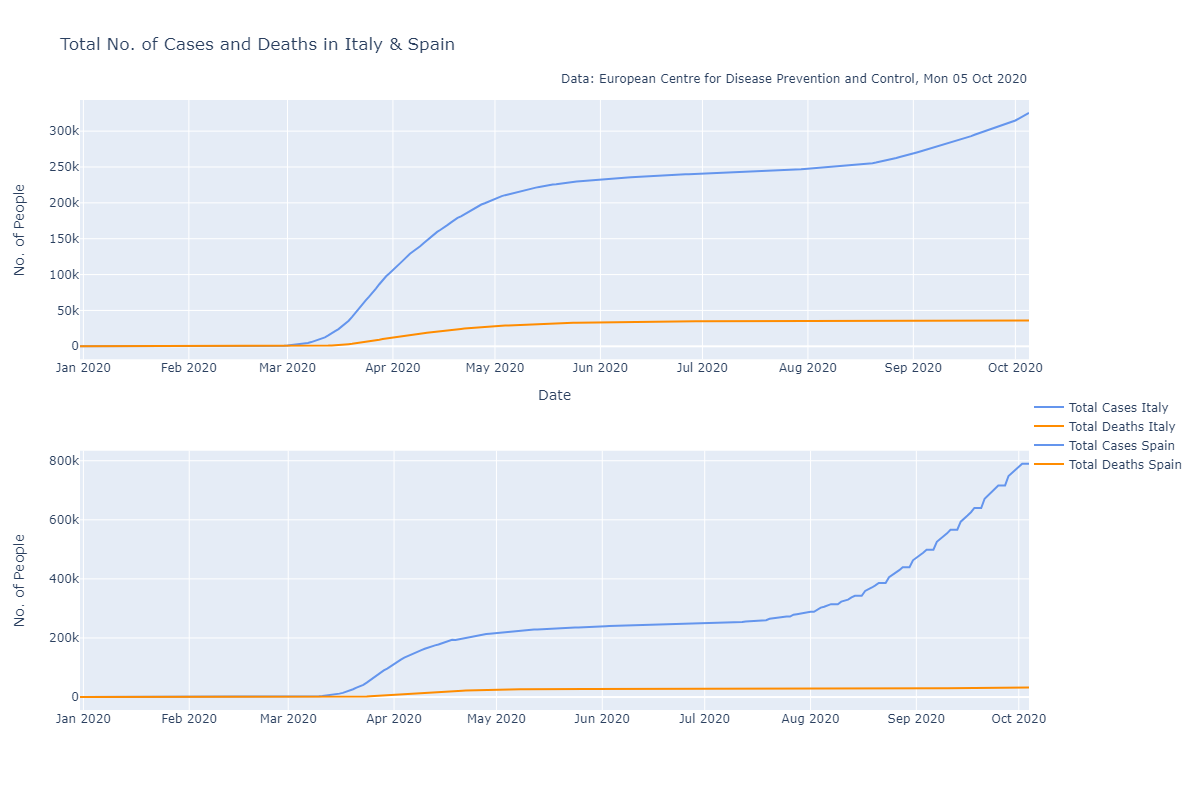 Total No. of Cases and Deaths in Italy & Spain
Data: European Centre for Disease Prevention and Control, Mon 05 Oct 2020
No. of People
300k
250k
200k
150k
100k
50k
0
Jan 2020 Feb 2020 Mar 2020 Apr 2020 May 2020 Jun 2020 Jul 2020 Aug 2020 Sep 2020 Oct 2020
Date
Total Cases Italy
Total Deaths Italy
Total Cases Spain
Total Deaths Spain
No. of People
800k
600k
400k
200k
0
Jan 2020 Feb 2020 Mar 2020 Apr 2020 May 2020 Jun 2020 Jul 2020 Aug 2020 Sep 2020 Oct 2020